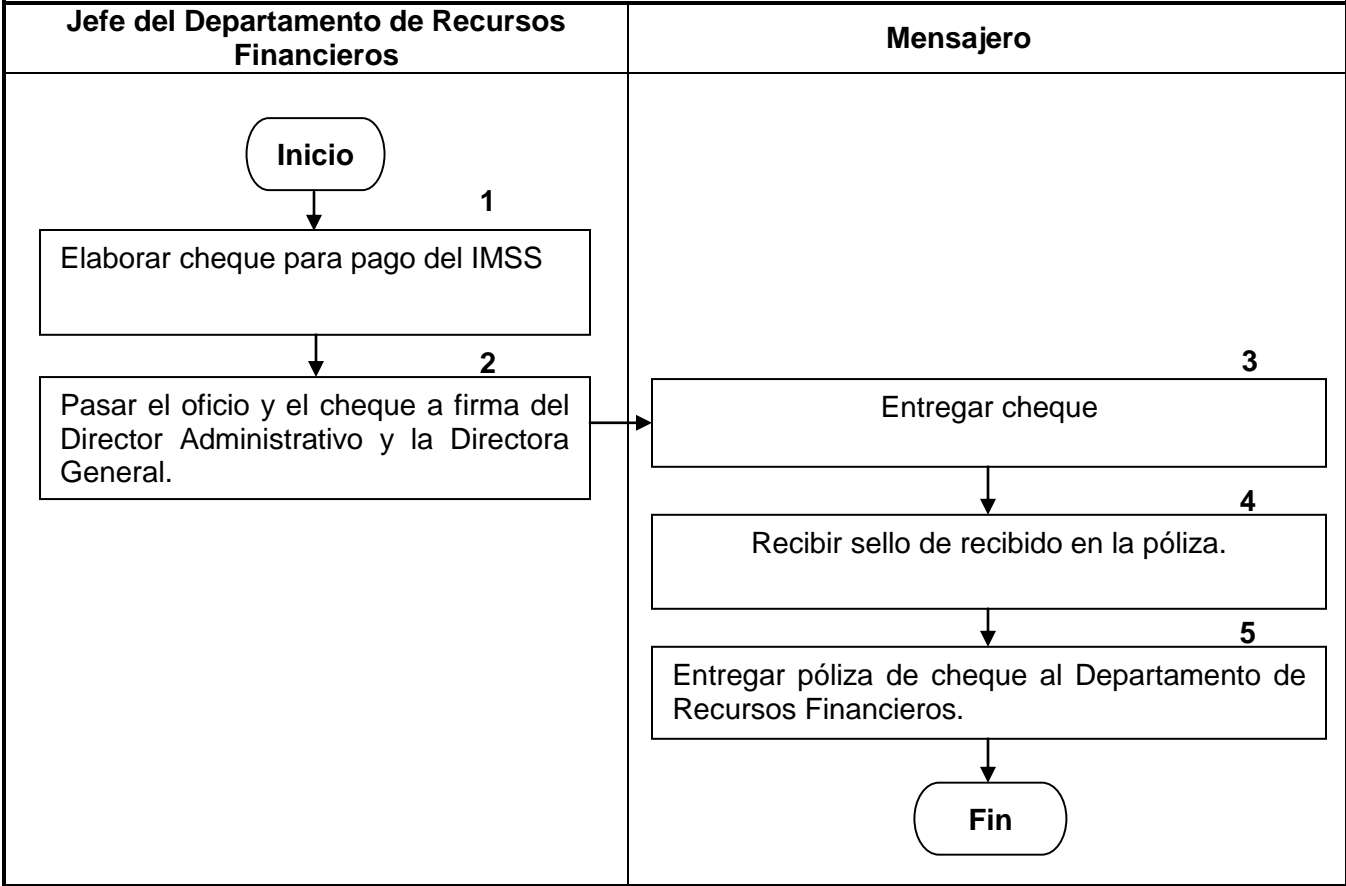 Jefe del Departamento de Recursos
Financieros
Mensajero
Inicio
1
Elaborar cheque para pago del IMSS
2
Pasar el oficio y el cheque a firma del
Director Administrativo y la Directora
General.
3
Entregar cheque
4
Recibir sello de recibido en la póliza.
5
Entregar póliza de cheque al Departamento de
Recursos Financieros.
Fin